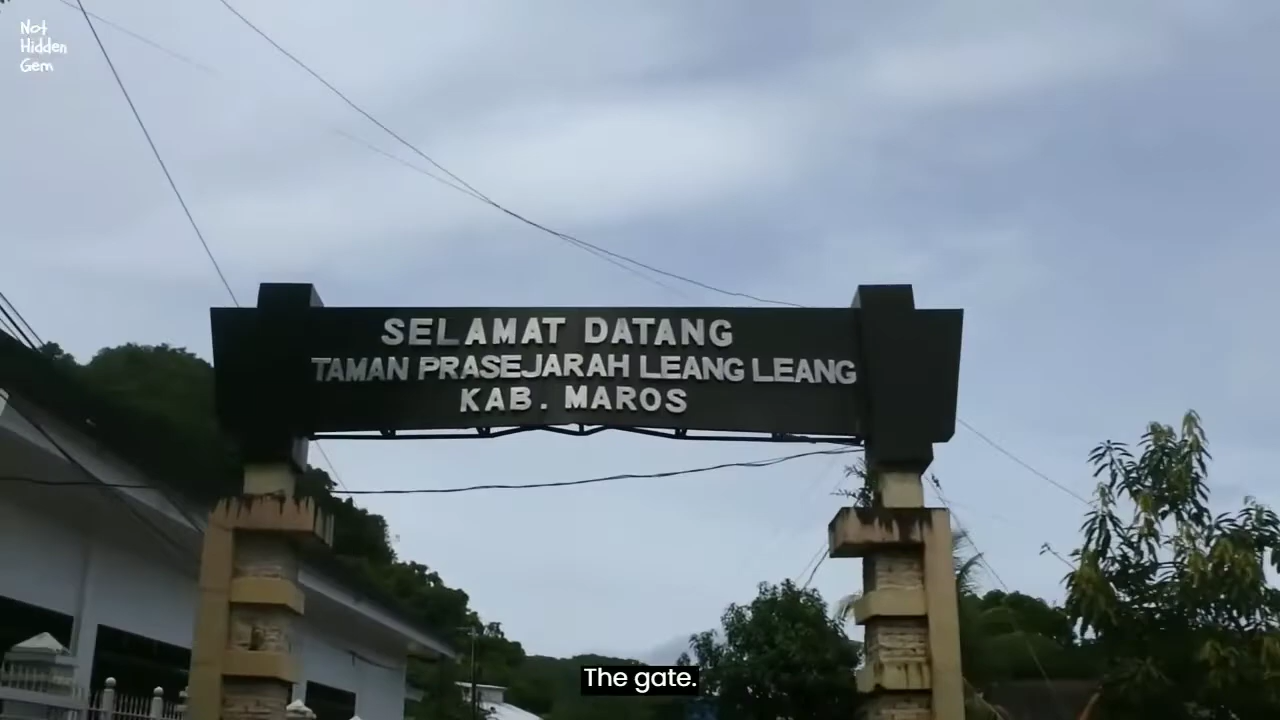 Not
Hidden
Gem
SELAMAT DATANG
TAMAN PRASEJARAH LEANG LEANG
KAB. MAROS
The gate.